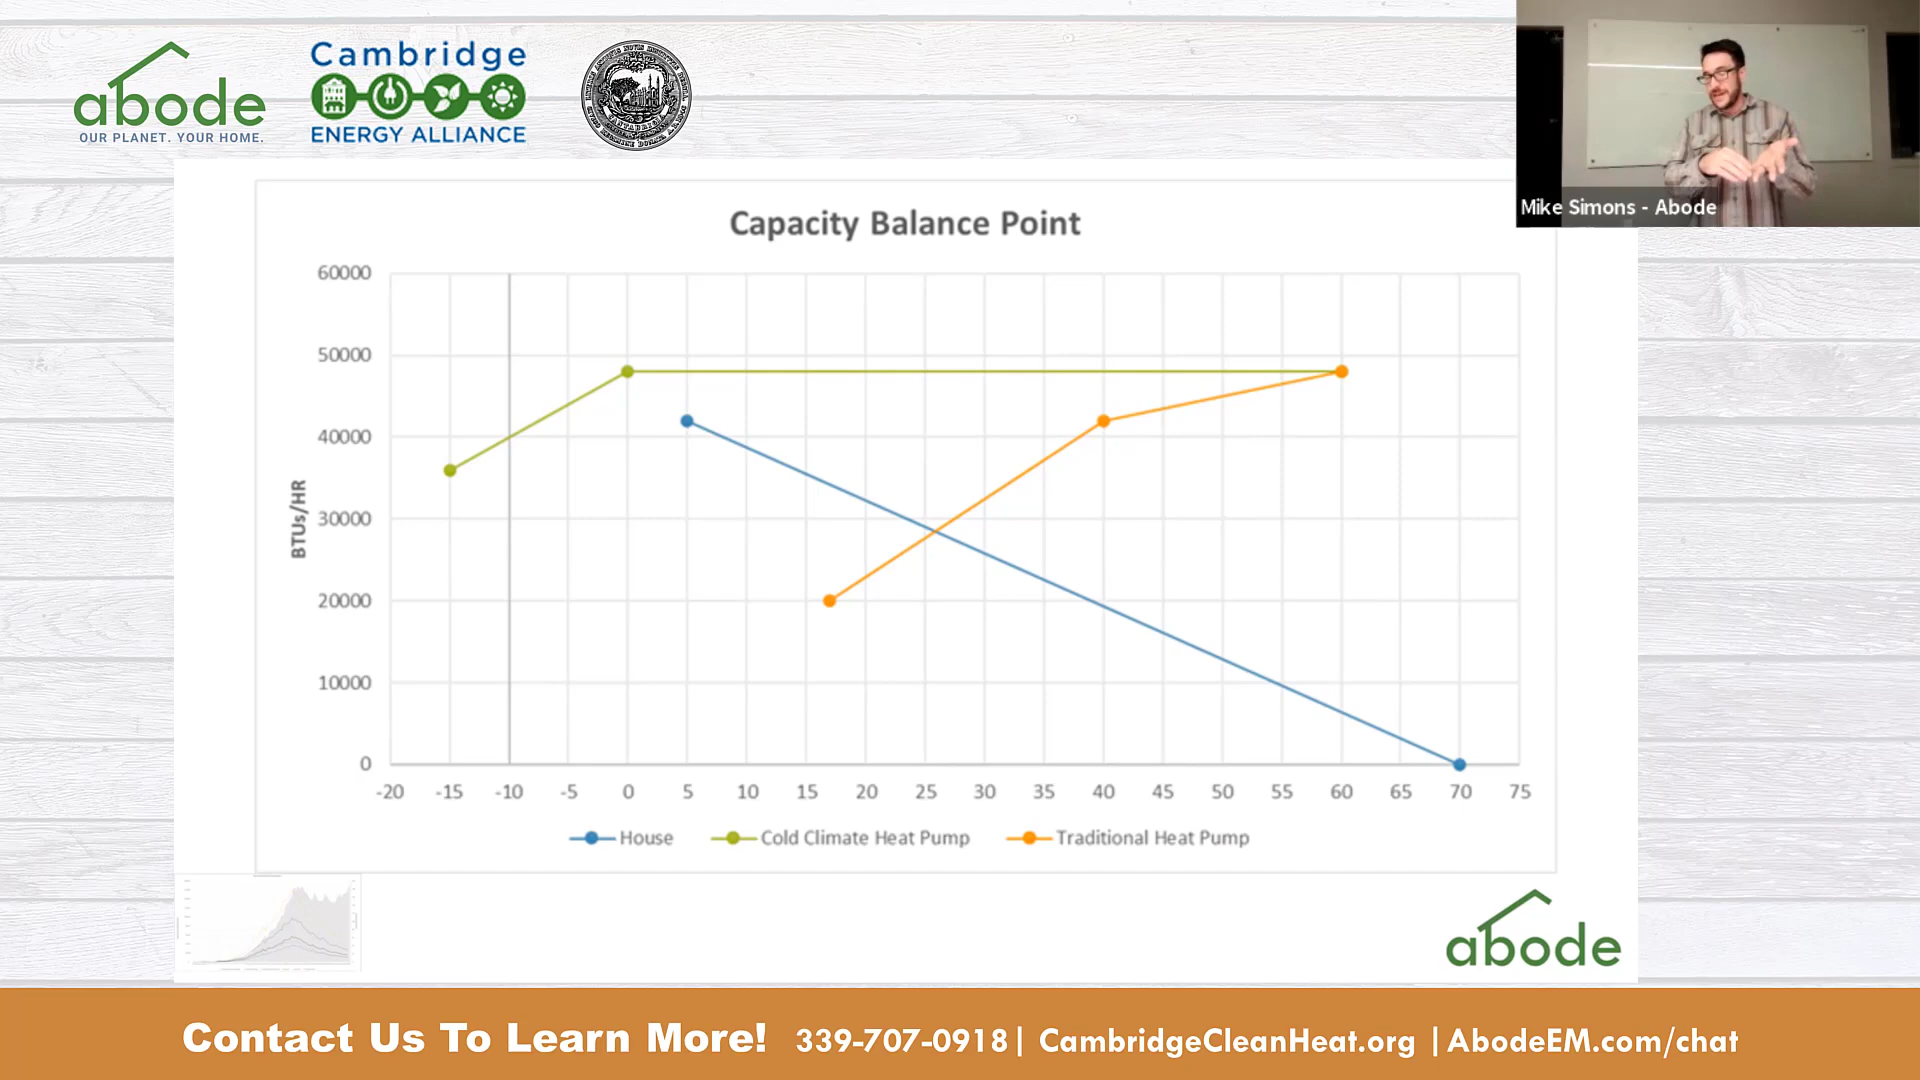 abode
OUR PLANET. YOUR HOME.
Cambridge
ENERGY ALLIANCE
Mike Simons - Abode
Capacity Balance Point
60000
50000
40000
30000
20000
10000
0
BTUs/HR
-20 -15 -10 -5 0 5 10 15 20 25 30 35 40 45 50 55 60 65 70 75
House Cold Climate Heat Pump Traditional Heat Pump
abode
Contact Us To Learn More! 339-707-0918| CambridgeCleanHeat.org |AbodeEM.com/chat